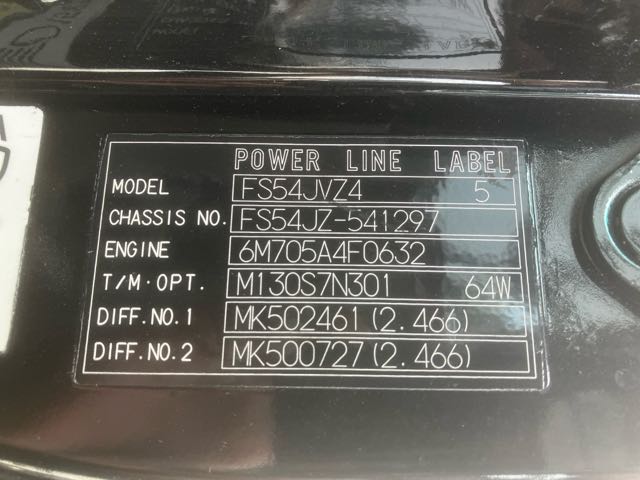 POWER LINE LABEL
MODEL FS54JVZ4 5
CHASSIS NO. FS54JZ-541297
ENGINE 6M705A4F0632
T/M·OPT. M130S7N301 64W
DIFF.NO.1 MK502461(2.466)
DIFF.NO.2 MK500727(2.466)